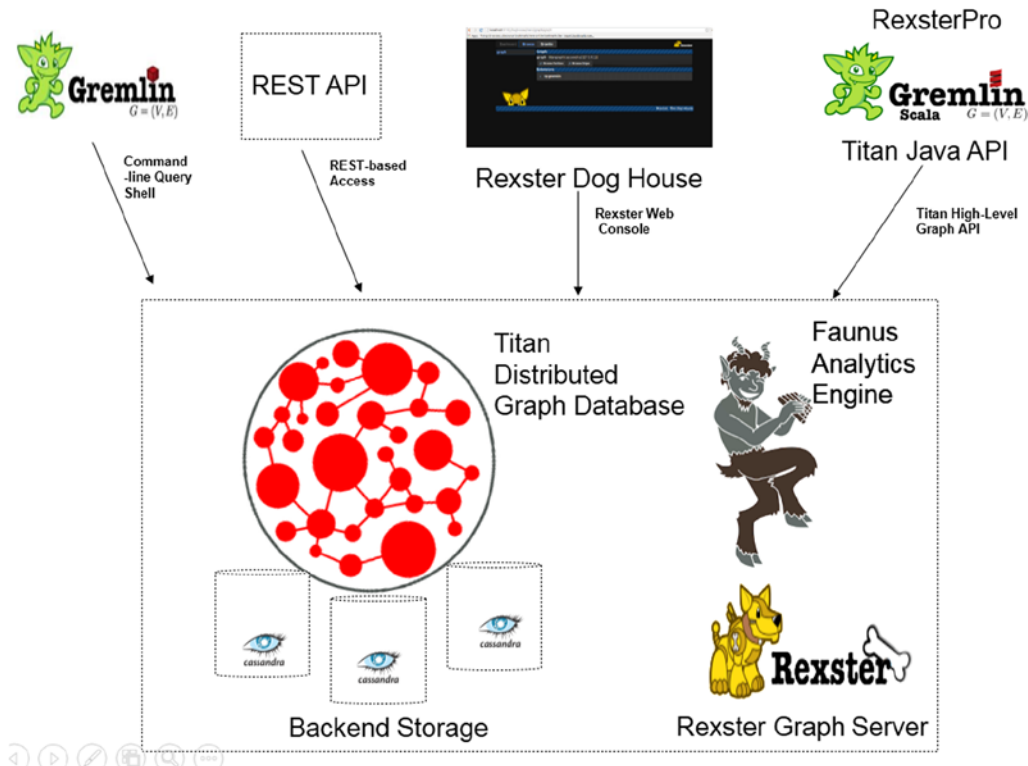 RexsterPro
Gremlin
G = (V, E)
REST API
Gremlin
Scala
G = (V, E)
Titan Java API
Rexster Dog House
Command
-line Query
Shell
REST-based
Access
Rexster Web
Console
Titan High-Level
Graph API
Titan
Distributed
Graph Database
Faunus
Analytics
Engine
cassandra
cassandra
cassandra
Rexster
Backend Storage
Rexster Graph Server